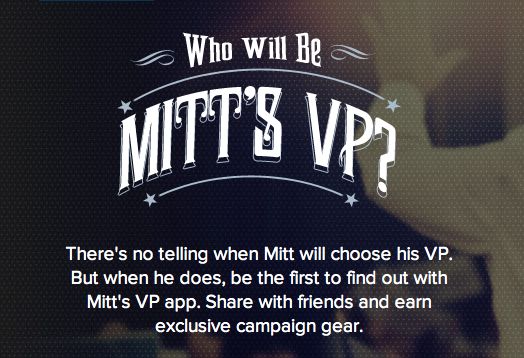 Who Will Be
MITT'S VP?
There's no telling when Mitt will choose his VP.
But when he does, be the first to find out with
Mitt's VP app. Share with friends and earn
exclusive campaign gear.